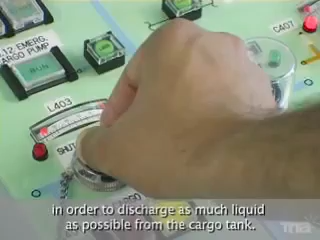 .12 EMERG.
CARGO PUMP
RUN
C407
L403
SHUT
in order to discharge as much liquid
as possible from the cargo tank.